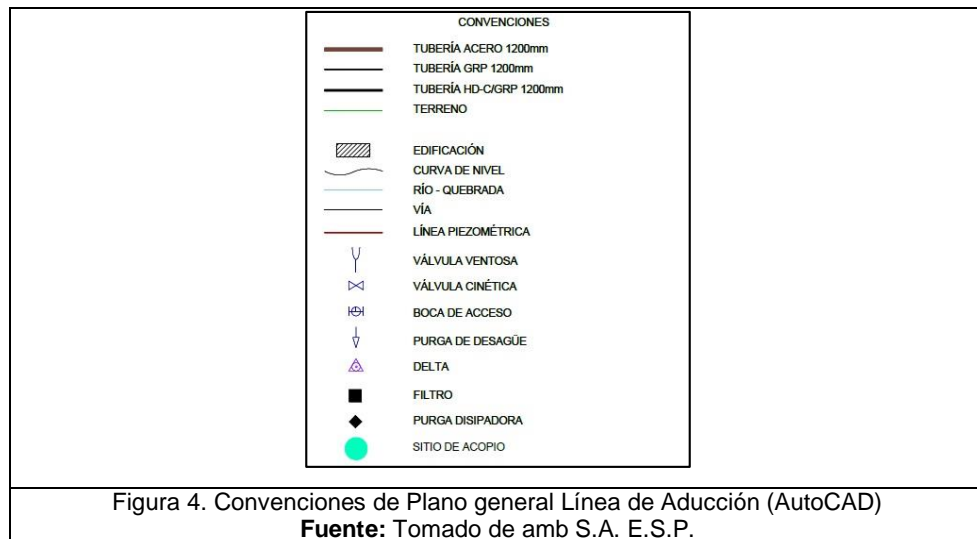 CONVENCIONES
TUBERÍA ACERO 1200mm
TUBERÍA GRP 1200mm
TUBERÍA HD-C/GRP 1200mm
TERRENO
EDIFICACIÓN
CURVA DE NIVEL
RÍO - QUEBRADA
VÍA
LÍNEA PIEZOMÉTRICA
VÁLVULA VENTOSA
VÁLVULA CINÉTICA
BOCA DE ACCESO
PURGA DE DESAGÜE
DELTA
FILTRO
PURGA DISIPADORA
SITIO DE ACOPIO
Figura 4. Convenciones de Plano general Línea de Aducción (AutoCAD)
Fuente: Tomado de amb S.A. E.S.P.